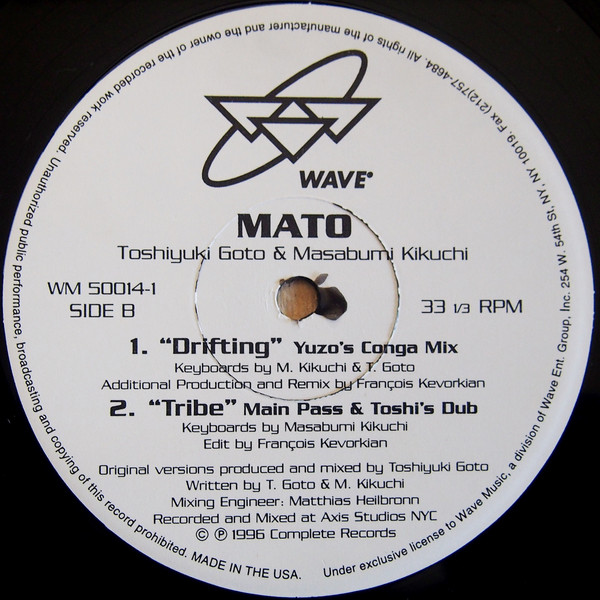 WAVE
MATO
Toshiyuki Goto & Masabumi Kikuchi
WM 50014-1
SIDE B
33 1/3 RPM
1. “Drifting” Yuzo's Conga Mix
Keyboards by M. Kikuchi & T. Goto
Additional Production and Remix by François Kevorkian
2. “Tribe” Main Pass & Toshi's Dub
Keyboards by Masabumi Kikuchi
Edit by François Kevorkian
Original versions produced and mixed by Toshiyuki Goto
Written by T. Goto & M. Kikuchi
Mixing Engineer: Matthias Heilbronn
Recorded and Mixed at Axis Studios NYC
© ℗ 1996 Complete Records
Under exclusive license to Wave Music, a division of Wave Ent. Group, Inc. 254 W. 54th St, NY, NY 10019. Fax (212)757-4684. All rights of the manufacturer and the owner of the recorded work reserved. Unauthorized public performance, broadcasting and copying of this record prohibited. MADE IN THE USA.